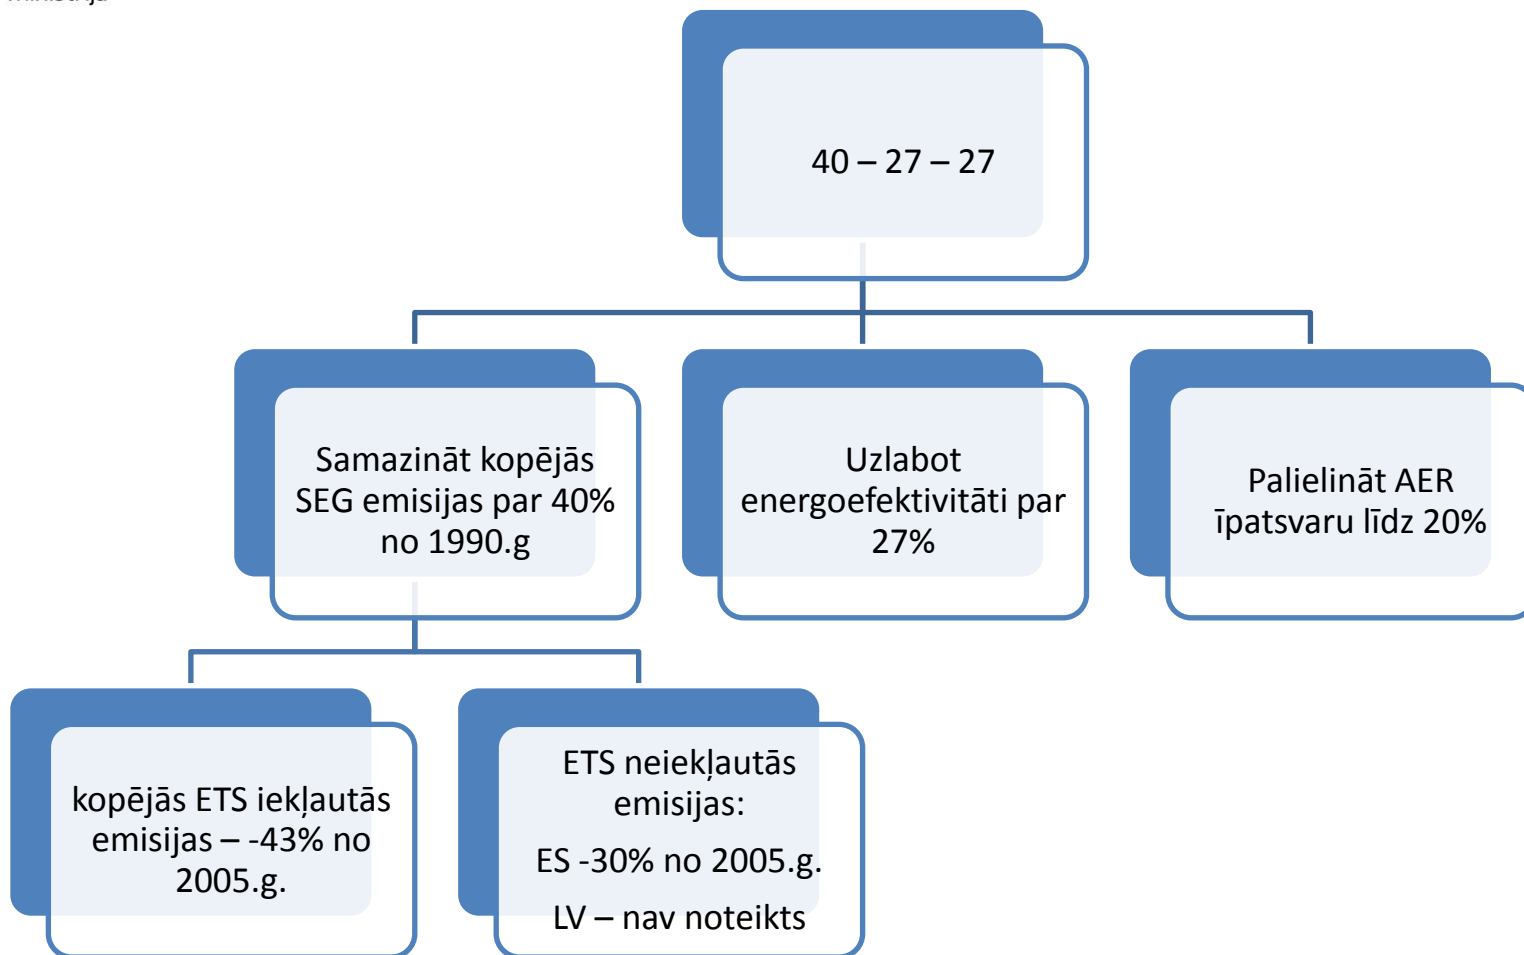 40 – 27 – 27
Samazināt kopējās
SEG emisijas par 40%
no 1990.g
Uzlabot
energoefektivitāti par
27%
Palielināt AER
īpatsvaru līdz 20%
kopējās ETS iekļautās
emisijas – -43% no
2005.g.
ETS neiekļautās
emisijas:
ES -30% no 2005.g.
LV – nav noteikts